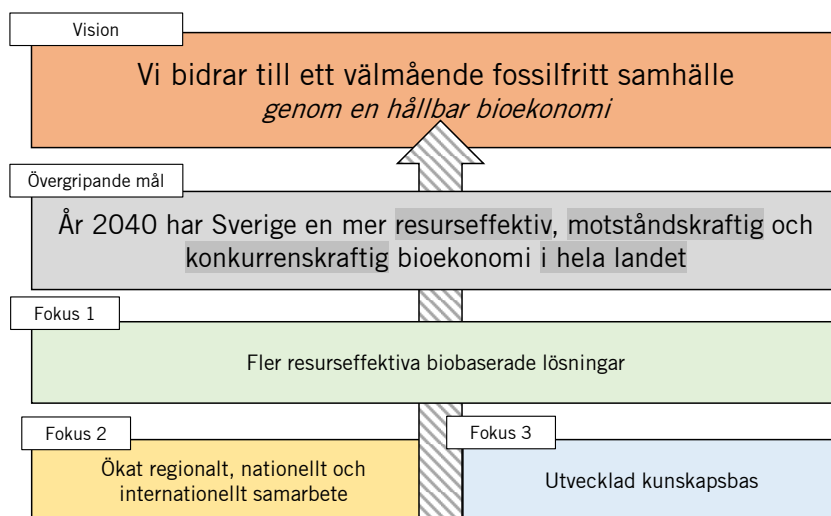 Vision
Vi bidrar till ett välmående fossilfritt samhälle
genom en hållbar bioekonomi
Övergripande mål
År 2040 har Sverige en mer resurseffektiv, motståndskraftig och
konkurrenskraftig bioekonomi i hela landet
Fokus 1
Fler resurseffektiva biobaserade lösningar
Fokus 2
Ökat regionalt, nationellt och
internationellt samarbete
Fokus 3
Utvecklad kunskapsbas